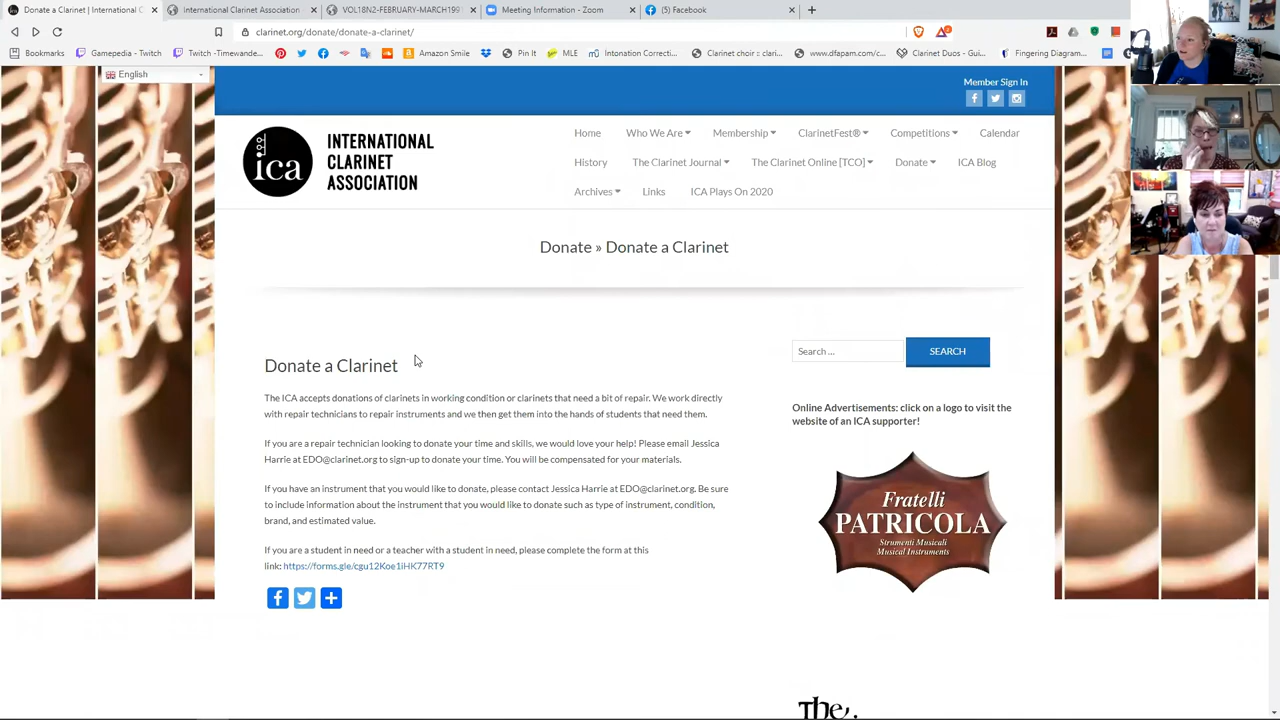 Donate a Clarinet | International C
International Clarinet Association
VOL18N2-FEBRUARY-MARCH199
Meeting Information - Zoom
(5) Facebook
clarinet.org/donate/donate-a-clarinet/
Bookmarks
Gamepedia - Twitch
Twitch -Timewande...
Pin It
MLE
Intonation Correcti...
Amazon Smile
Clarinet choir :: clari...
www.dfapam.com/c...
Clarinet Duos - Gui...
Fingering Diagram...
English
Member Sign In
ica
INTERNATIONAL
CLARINET
ASSOCIATION
Home Who We Are Membership ClarinetFest® Competitions Calendar
History The Clarinet Journal The Clarinet Online [TCO] Donate ICA Blog
Archives Links ICA Plays On 2020
Donate » Donate a Clarinet
Donate a Clarinet
The ICA accepts donations of clarinets in working condition or clarinets that need a bit of repair. We work directly
with repair technicians to repair instruments and we then get them into the hands of students that need them.
If you are a repair technician looking to donate your time and skills, we would love your help! Please email Jessica
Harrie at EDO@clarinet.org to sign-up to donate your time. You will be compensated for your materials.
If you have an instrument that you would like to donate, please contact Jessica Harrie at EDO@clarinet.org. Be sure
to include information about the instrument that you would like to donate such as type of instrument, condition,
brand, and estimated value.
If you are a student in need or a teacher with a student in need, please complete the form at this
link: https://forms.gle/cgu12Koe1iHK77RT9
Search ...
SEARCH
Online Advertisements: click on a logo to visit the
website of an ICA supporter!
Fratelli
PATRICOLA
Strumenti Musicali
Musical Instruments
The